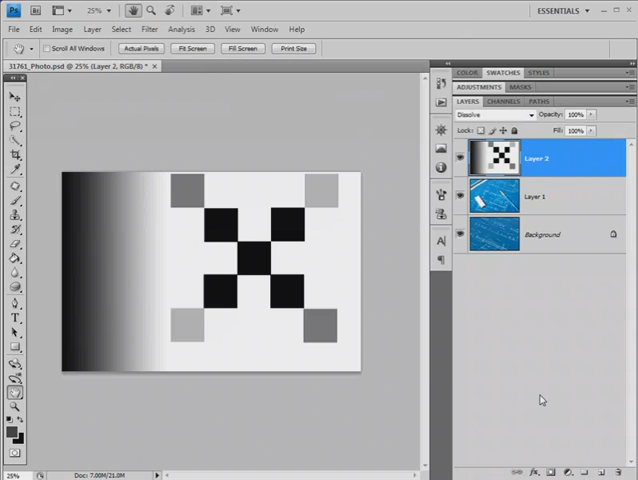 Ps Br 25% ESSENTIALS
File Edit Image Layer Select Filter Analysis 3D View Window Help
Scroll All Windows Actual Pixels Fit Screen Fill Screen Print Size
31761_Photo.psd @ 25% (Layer 2, RGB/8) *
COLOR SWATCHES STYLES
ADJUSTMENTS MASKS
LAYERS CHANNELS PATHS
Dissolve Opacity: 100%
Lock: Fill: 100%
Layer 2
Layer 1
Background
25% Doc: 7.00M/21.0M